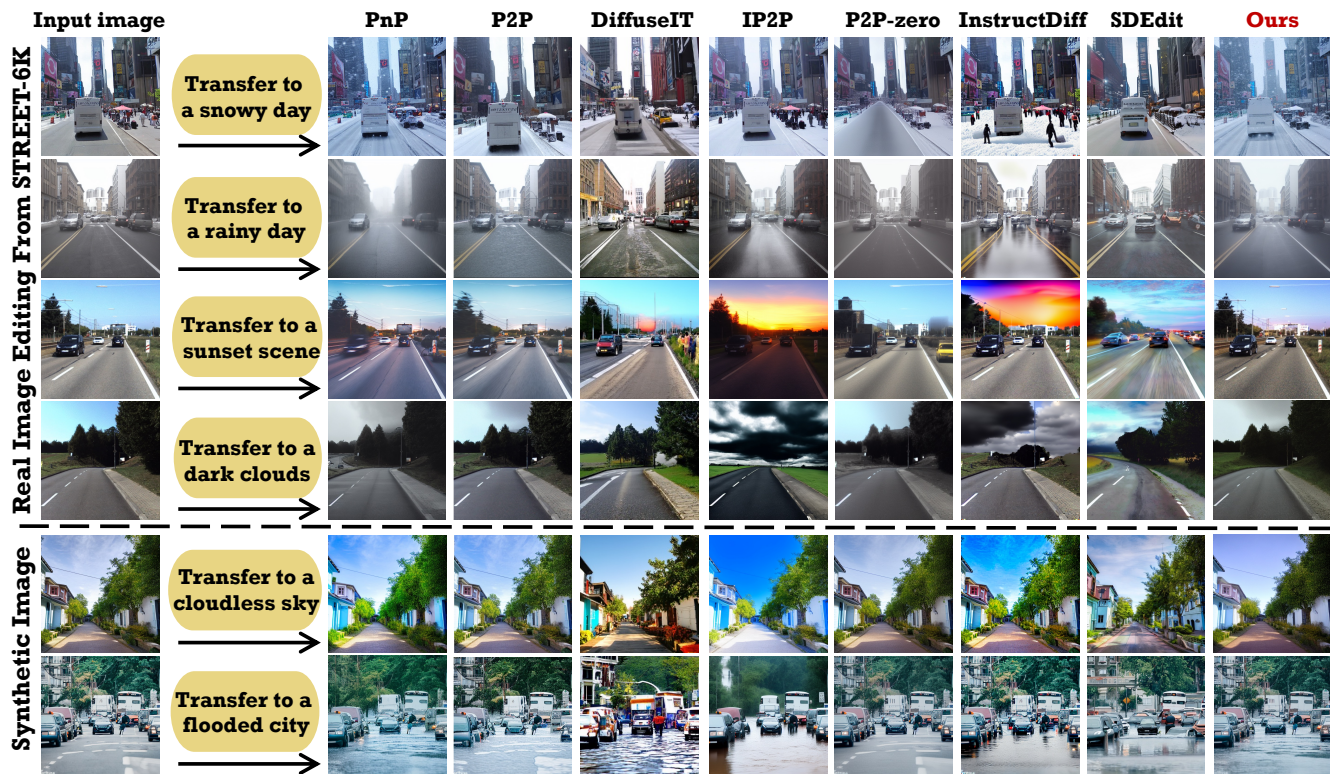 Input image
PnP
P2P
DiffuseIT
IP2P
P2P-zero
InstructDiff
SDEdit
Ours
Real Image Editing From STREET-6K
Transfer to
a snowy day
Transfer to
a rainy day
Transfer to a
sunset scene
Transfer to a
dark clouds
Synthetic Image
Transfer to a
cloudless sky
Transfer to a
flooded city